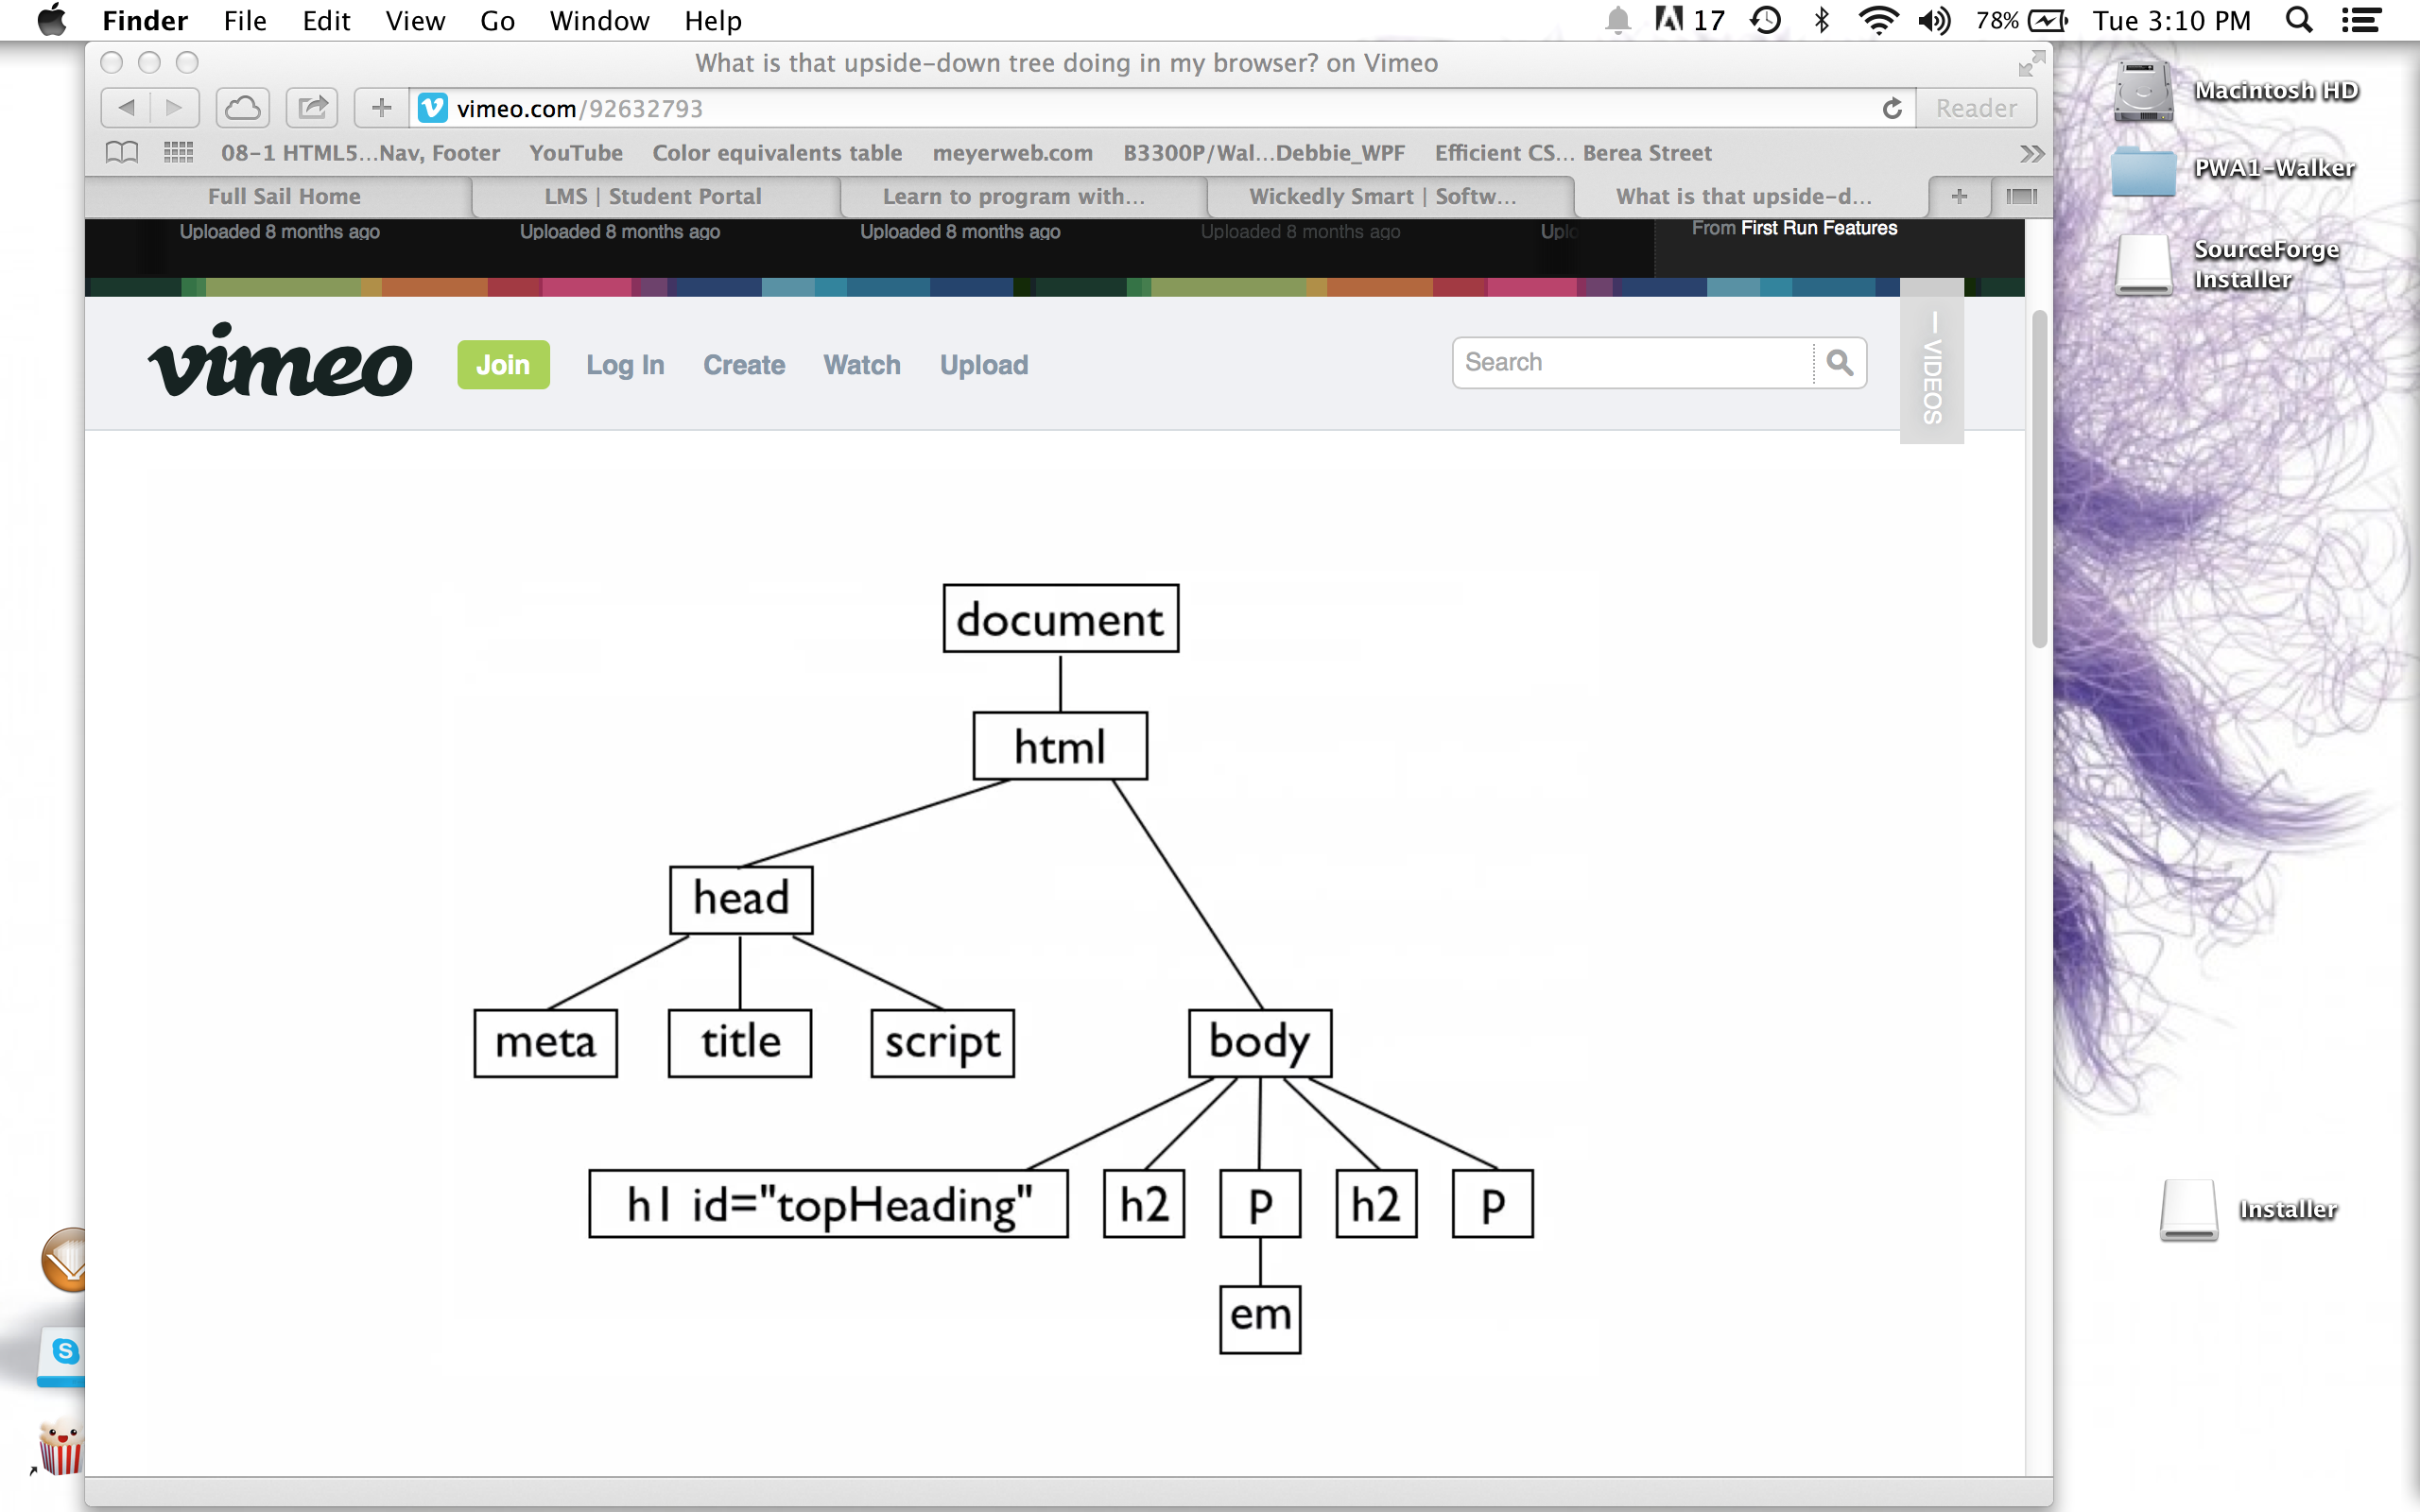 Finder File Edit View Go Window Help 17 78% Tue 3:10 PM
What is that upside-down tree doing in my browser? on Vimeo
vimeo.com/92632793 Reader
08-1 HTML5...Nav, Footer YouTube Color equivalents table meyerweb.com B3300P/Wal...Debbie_WPF Efficient CS... Berea Street
Full Sail Home LMS | Student Portal Learn to program with... Wickedly Smart | Softw... What is that upside-d...
Uploaded 8 months ago Uploaded 8 months ago Uploaded 8 months ago Uploaded 8 months ago Uplo From First Run Features
vimeo Join Log In Create Watch Upload Search
— VIDEOS
document
html
head
meta title script body
h1 id="topHeading" h2 p h2 p
em
Macintosh HD
PWA1-Walker
SourceForge
Installer
Installer